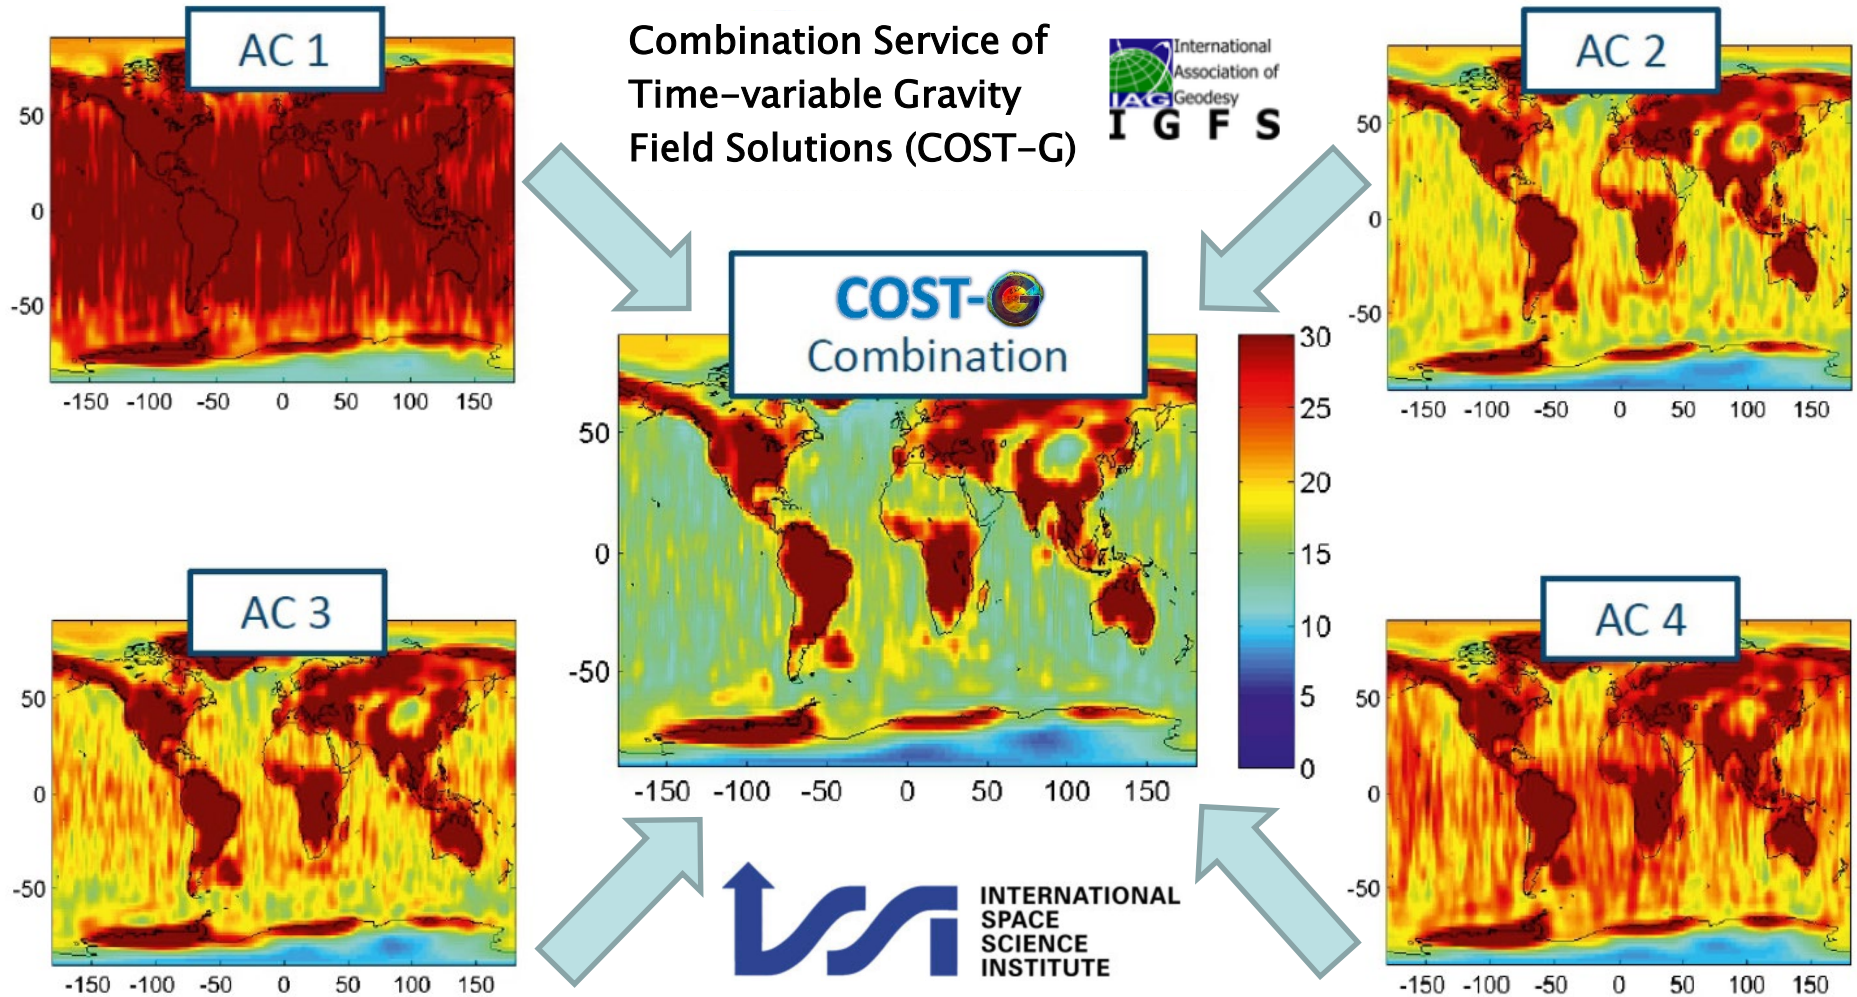 AC 1
50
0
-50
-150 -100 -50 0 50 100 150
Combination Service of
Time-variable Gravity
Field Solutions (COST-G)
International
Association of
Geodesy
IAG
IGFS
AC 2
50
0
-50
-150 -100 -50 0 50 100 150
COST-G
Combination
50
0
-50
-150 -100 -50 0 50 100 150
30
25
20
15
10
5
0
AC 3
50
0
-50
-150 -100 -50 0 50 100 150
ISSI
INTERNATIONAL
SPACE
SCIENCE
INSTITUTE
AC 4
50
0
-50
-150 -100 -50 0 50 100 150